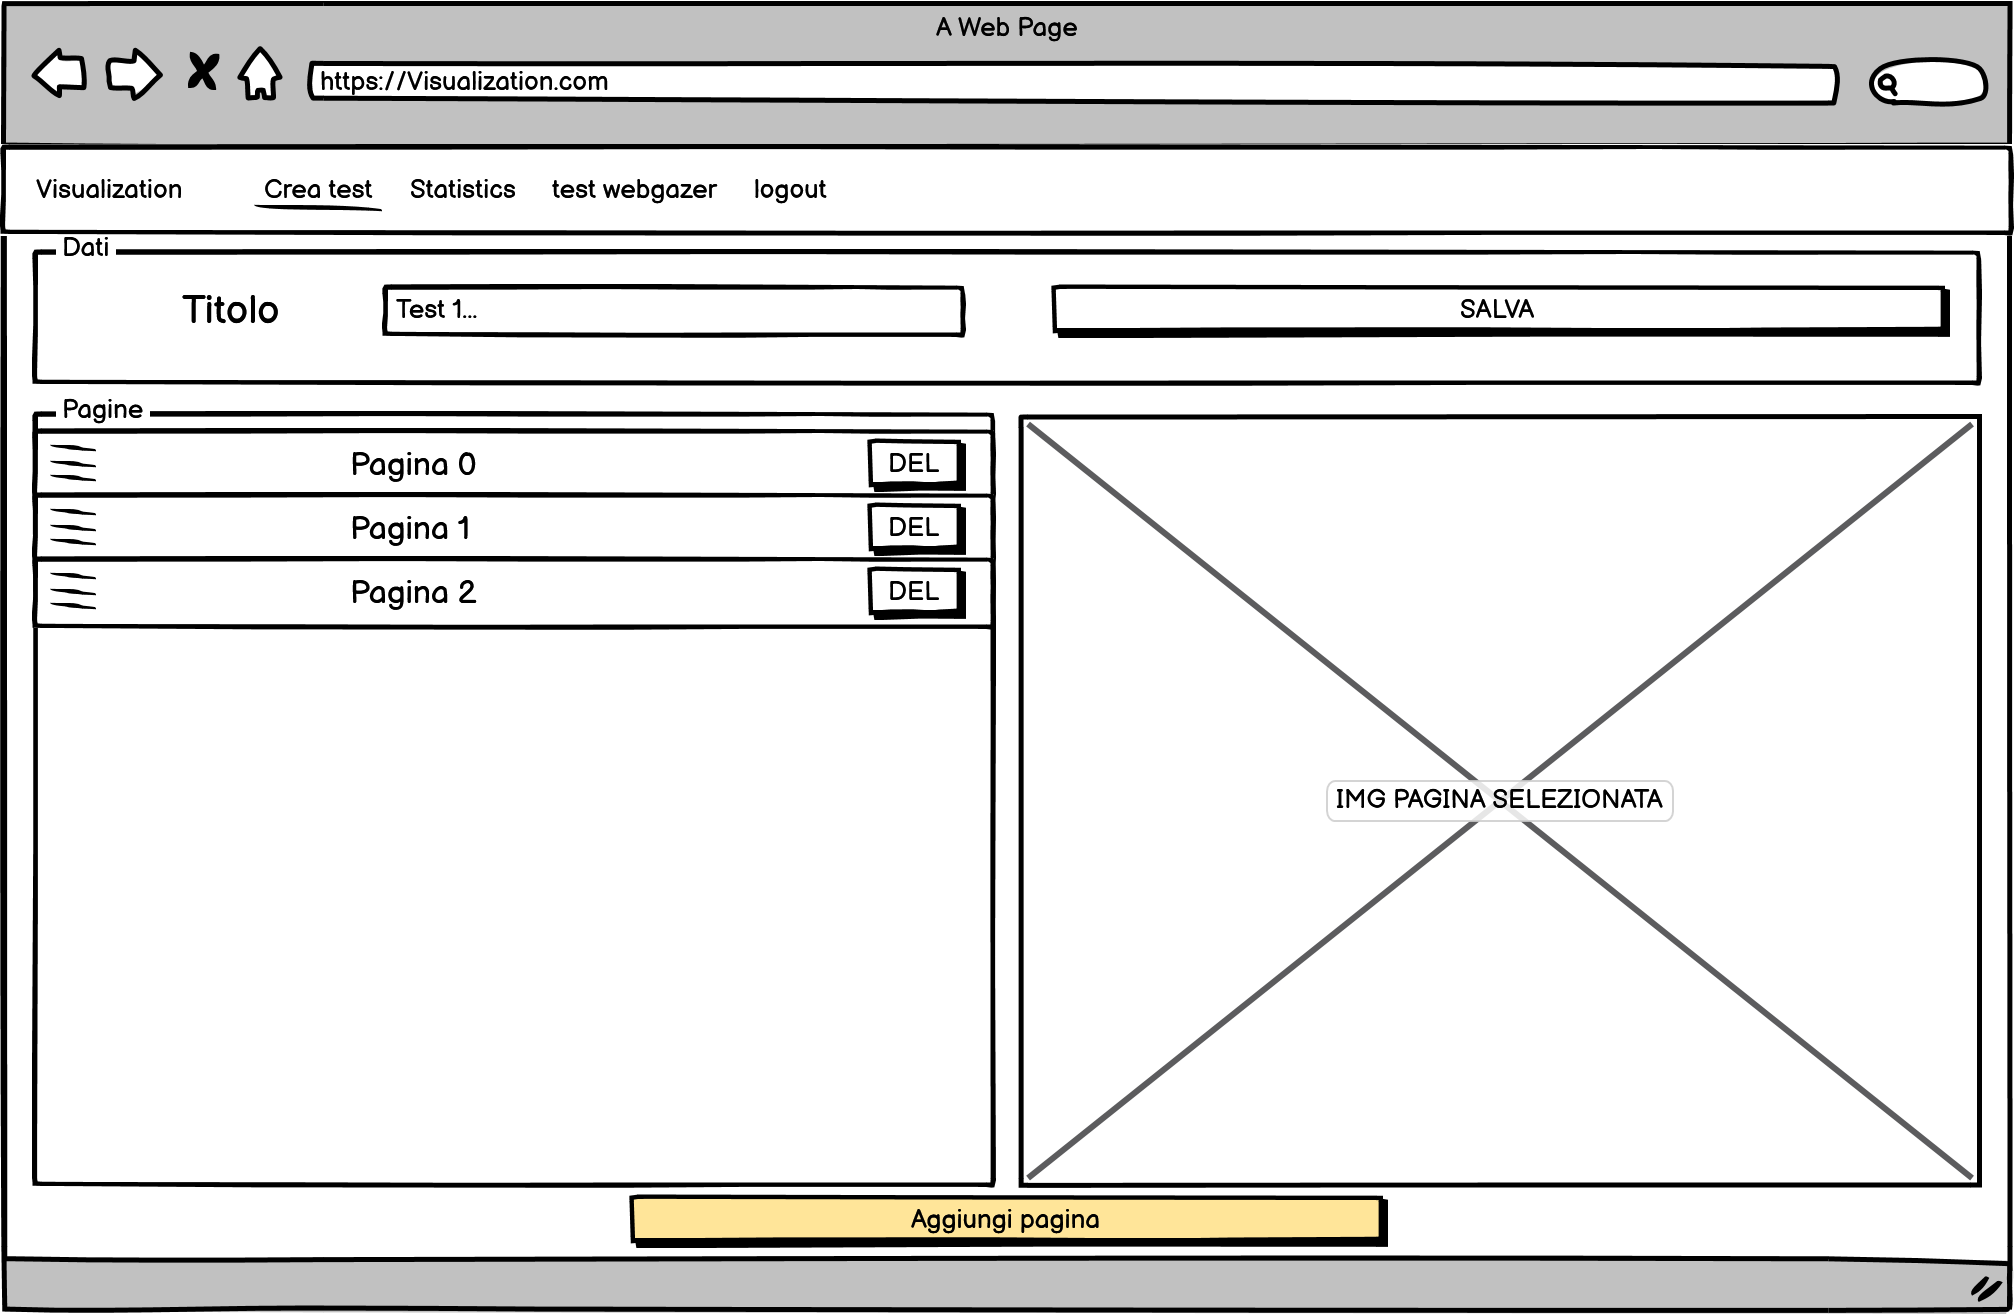 A Web Page
https://Visualization.com
Visualization Crea test Statistics test webgazer logout
Dati
Titolo Test 1... SALVA
Pagine
Pagina 0 DEL
Pagina 1 DEL
Pagina 2 DEL
IMG PAGINA SELEZIONATA
Aggiungi pagina